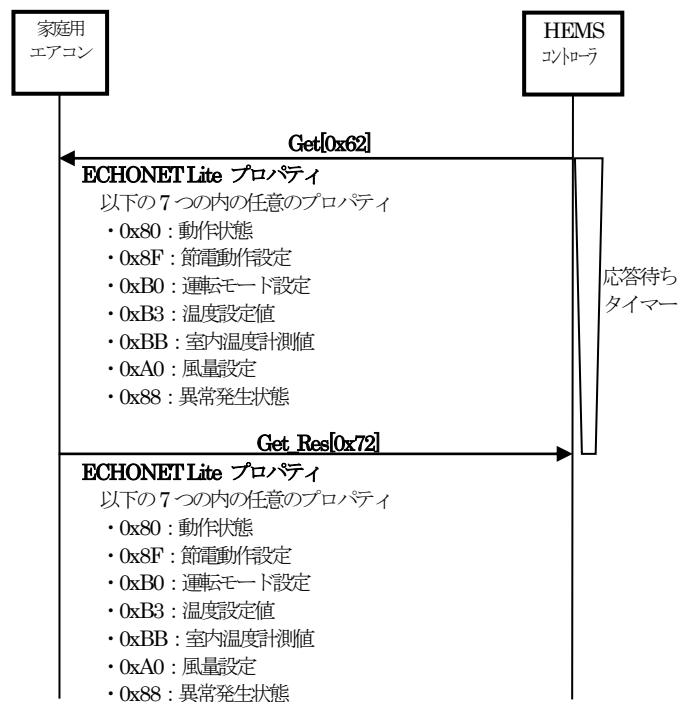 家庭用
エアコン
HEMS
コントローラ
Get[0x62]
ECHONET Lite プロパティ
以下の7つの内の任意のプロパティ
・0x80：動作状態
・0x8F：節電動作設定
・0xB0：運転モード設定
・0xB3：温度設定値
・0xBB：室内温度計測値
・0xA0：風量設定
・0x88：異常発生状態
応答待ち
タイマー
Get_Res[0x72]
ECHONET Lite プロパティ
以下の7つの内の任意のプロパティ
・0x80：動作状態
・0x8F：節電動作設定
・0xB0：運転モード設定
・0xB3：温度設定値
・0xBB：室内温度計測値
・0xA0：風量設定
・0x88：異常発生状態